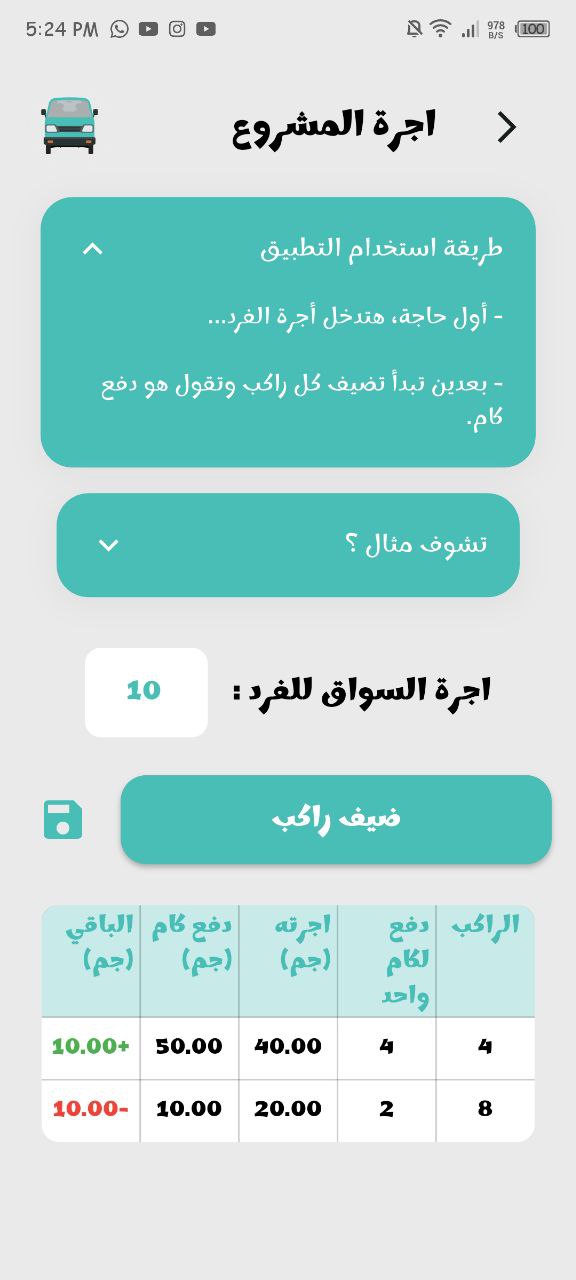 5:24 PM
978
B/S
100
اجرة المشروع
طريقة استخدام التطبيق
- أول حاجة، هتدخل أجرة الفرد...
- بعدين تبدأ تضيف كل راكب وتقول هو دفع
كام.
تشوف مثال ؟
اجرة السواق للفرد :
10
ضيف راكب
الراكب دفع لكام واحد اجرته (جم) دفع كام (جم) الباقي (جم)
4 4 40.00 50.00 10.00+
8 2 20.00 10.00 10.00-